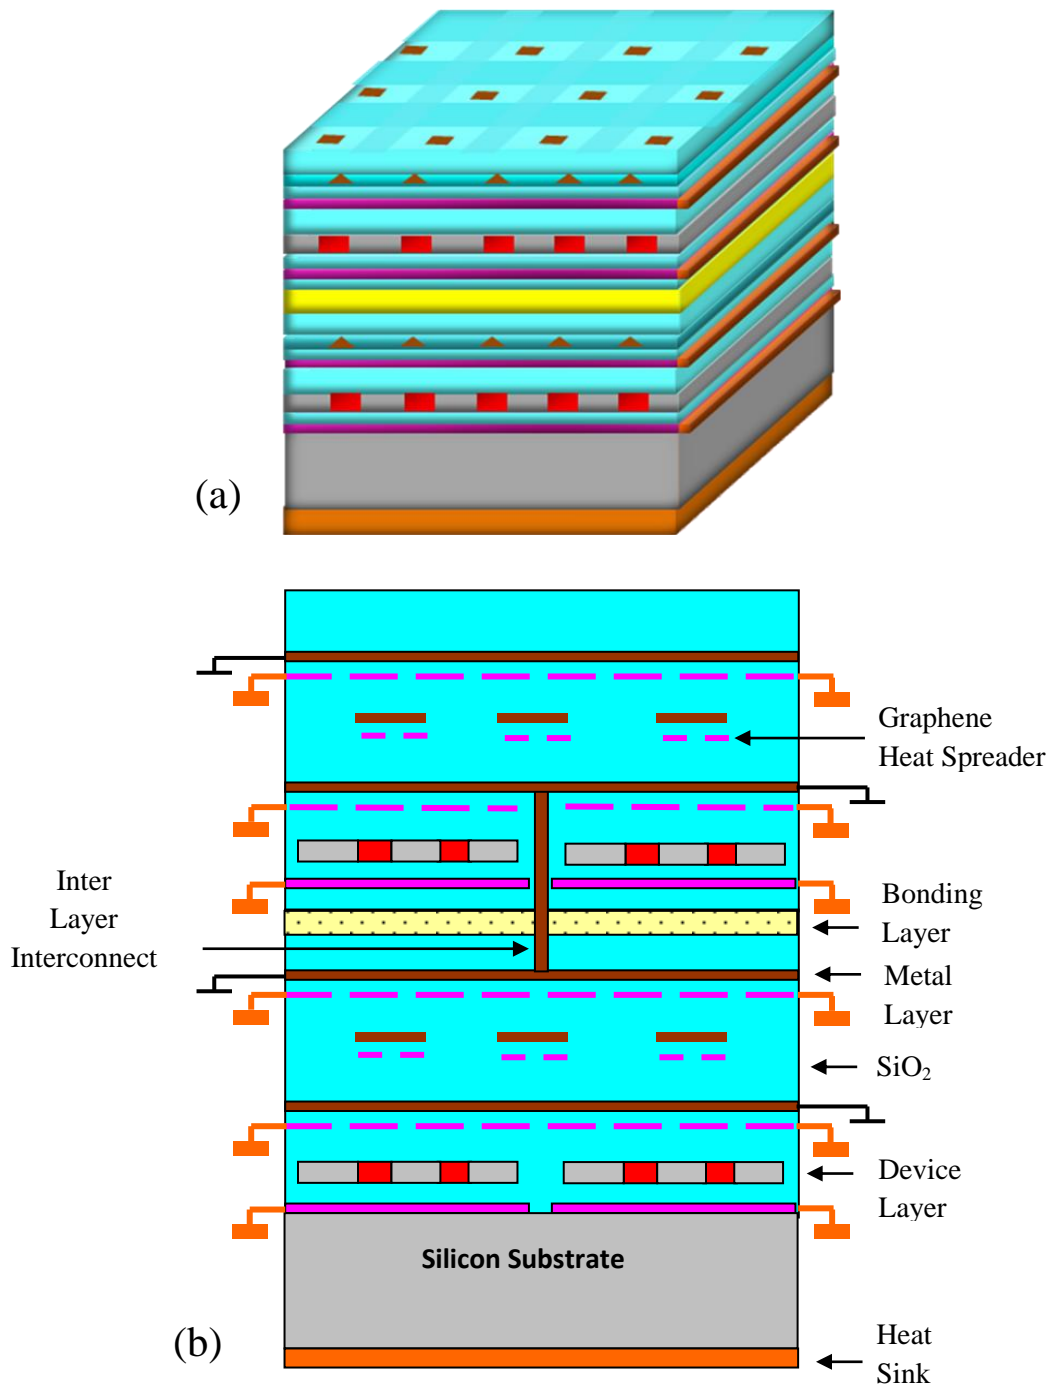 (a)
Graphene
Heat Spreader
Inter
Layer
Interconnect
Bonding
Layer
Metal
Layer
SiO₂
Device
Layer
Silicon Substrate
(b)
Heat
Sink